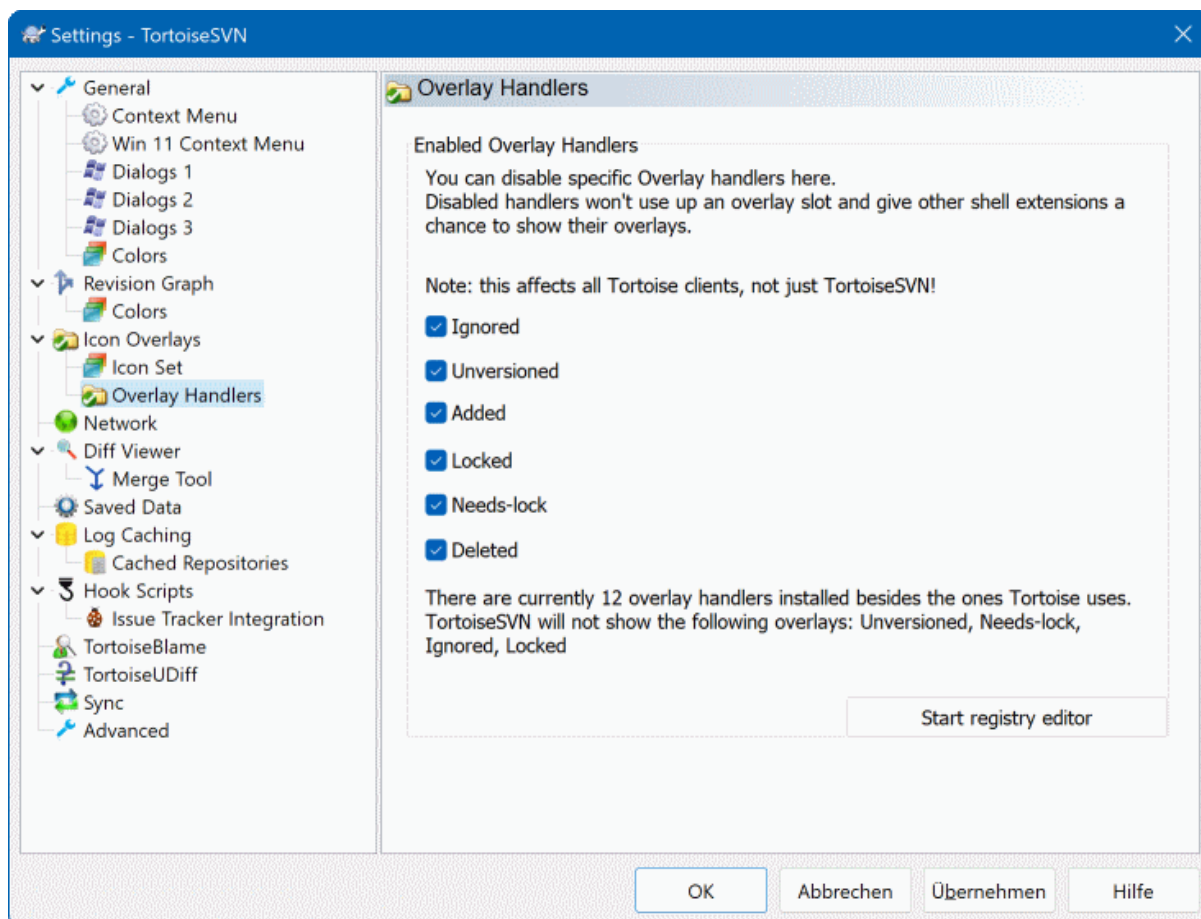 Settings - TortoiseSVN
General
Context Menu
Win 11 Context Menu
Dialogs 1
Dialogs 2
Dialogs 3
Colors
Revision Graph
Colors
Icon Overlays
Icon Set
Overlay Handlers
Network
Diff Viewer
Merge Tool
Saved Data
Log Caching
Cached Repositories
Hook Scripts
Issue Tracker Integration
TortoiseBlame
TortoiseUDiff
Sync
Advanced
Overlay Handlers
Enabled Overlay Handlers
You can disable specific Overlay handlers here.
Disabled handlers won't use up an overlay slot and give other shell extensions a
chance to show their overlays.
Note: this affects all Tortoise clients, not just TortoiseSVN!
Ignored
Unversioned
Added
Locked
Needs-lock
Deleted
There are currently 12 overlay handlers installed besides the ones Tortoise uses.
TortoiseSVN will not show the following overlays: Unversioned, Needs-lock,
Ignored, Locked
Start registry editor
OK
Abbrechen
Übernehmen
Hilfe